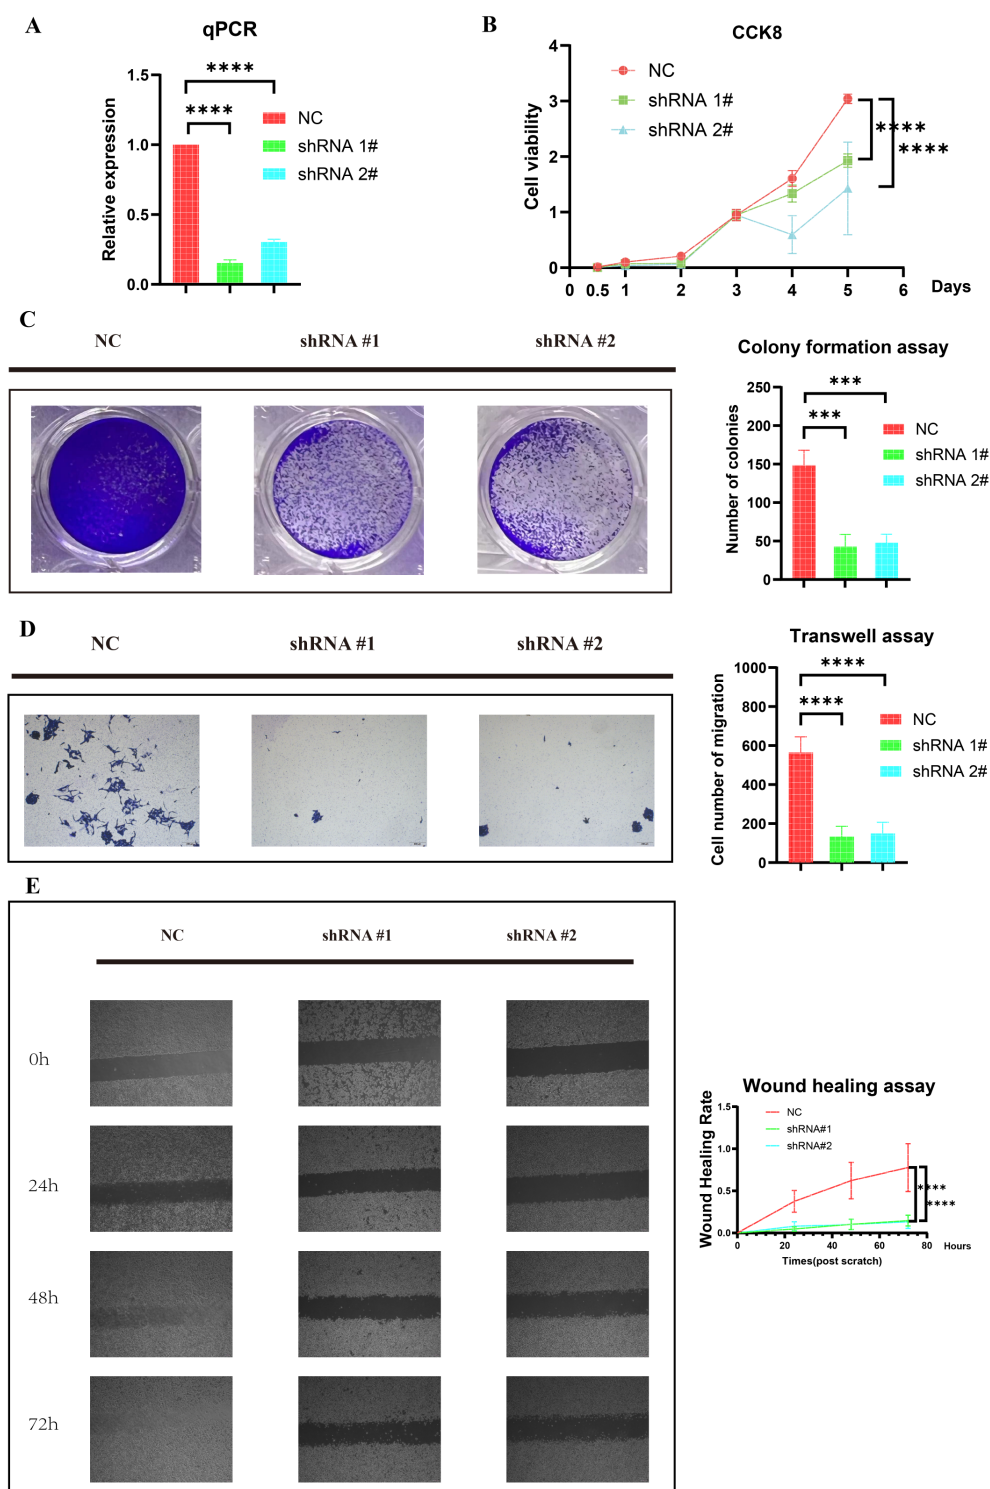 A
qPCR
Relative expression
1.5
1.0
0.5
0.0
****
****
NC
shRNA 1#
shRNA 2#
B
CCK8
Cell viability
4
3
2
1
0
NC
shRNA 1#
shRNA 2#
****
****
0 0.5 1 2 3 4 5 6 Days
C
NC shRNA #1 shRNA #2
Colony formation assay
Number of colonies
250
200
150
100
50
0
***
***
NC
shRNA 1#
shRNA 2#
D
NC shRNA #1 shRNA #2
Transwell assay
Cell number of migration
1000
800
600
400
200
0
****
****
NC
shRNA 1#
shRNA 2#
E
NC shRNA #1 shRNA #2
0h
24h
48h
72h
Wound healing assay
Wound Healing Rate
1.5
1.0
0.5
0.0
NC
shRNA#1
shRNA#2
****
****
0 20 40 60 80 Hours
Times(post scratch)